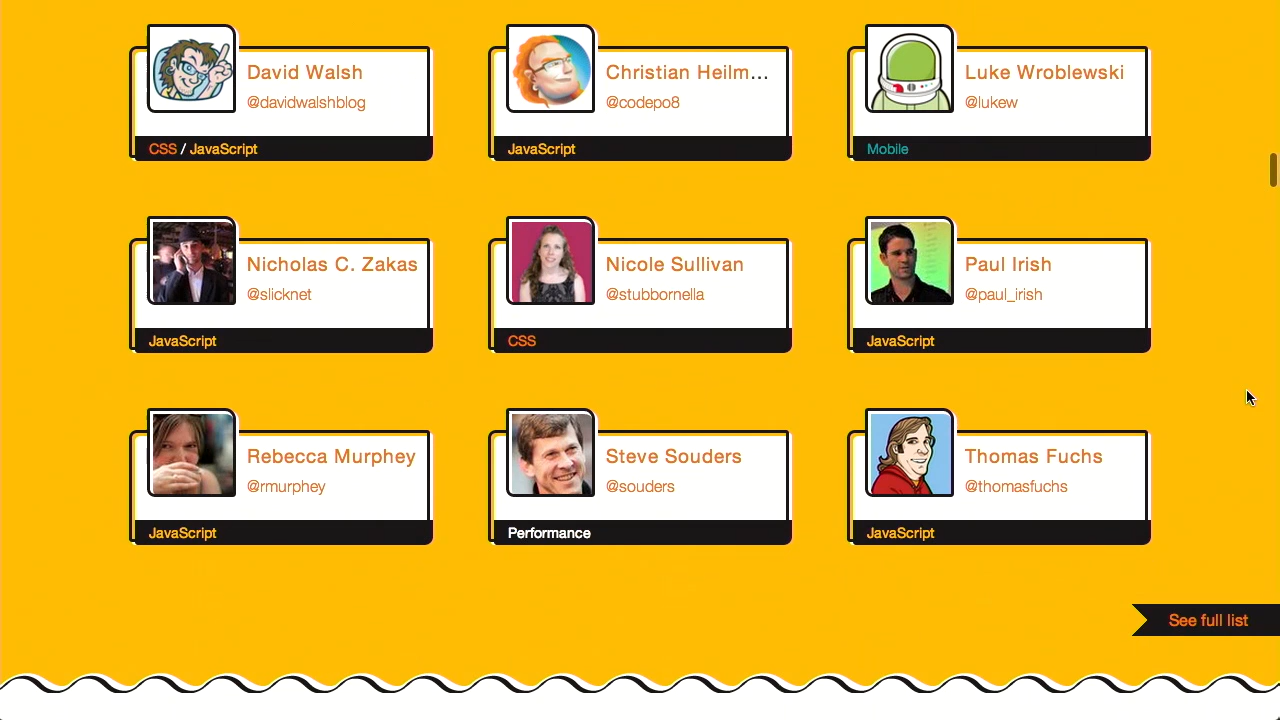 David Walsh
@davidwalshblog
CSS / JavaScript
Christian Heilm...
@codepo8
JavaScript
Luke Wroblewski
@lukew
Mobile
Nicholas C. Zakas
@slicknet
JavaScript
Nicole Sullivan
@stubbornella
CSS
Paul Irish
@paul_irish
JavaScript
Rebecca Murphey
@rmurphey
JavaScript
Steve Souders
@souders
Performance
Thomas Fuchs
@thomasfuchs
JavaScript
See full list